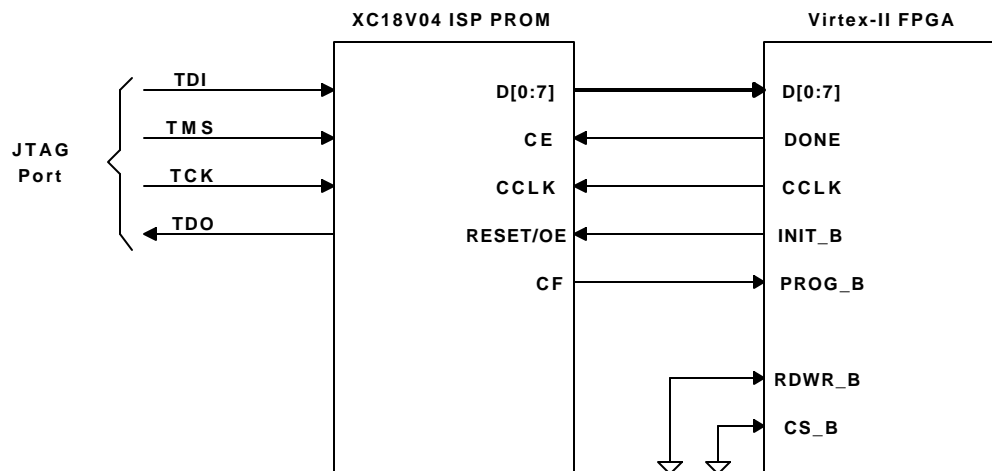 XC18V04 ISP PROM
Virtex-II FPGA
JTAG
Port
TDI
TMS
TCK
TDO
D[0:7]
CE
CCLK
RESET/OE
CF
D[0:7]
DONE
CCLK
INIT_B
PROG_B
RDWR_B
CS_B